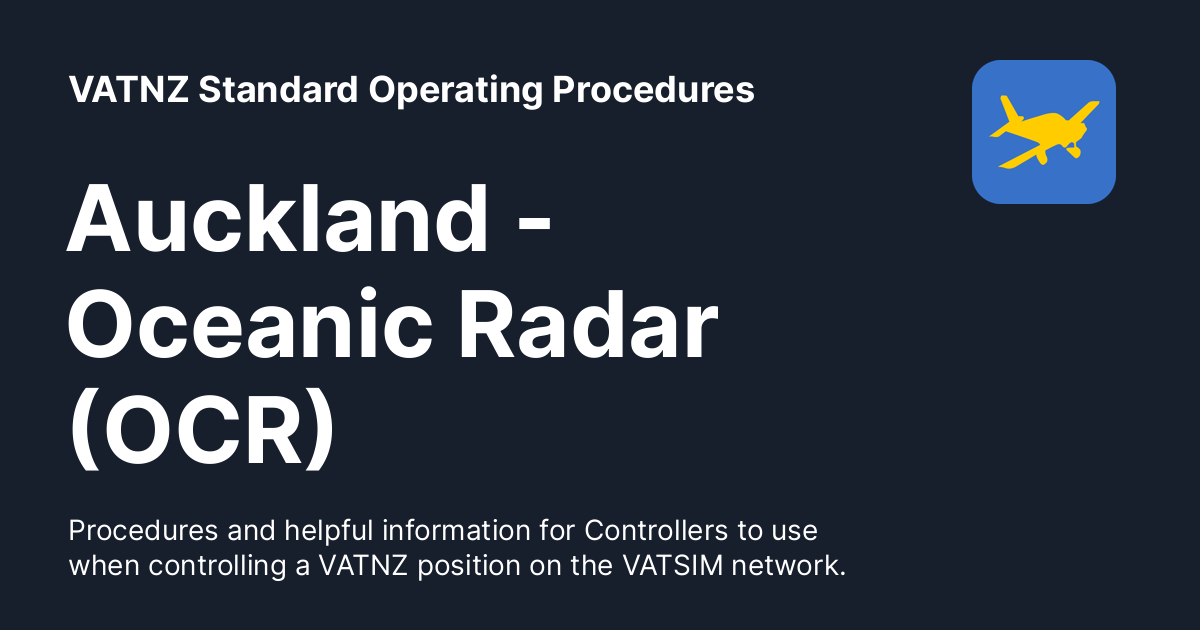 VATNZ Standard Operating Procedures
Auckland -
Oceanic Radar
(OCR)
Procedures and helpful information for Controllers to use
when controlling a VATNZ position on the VATSIM network.